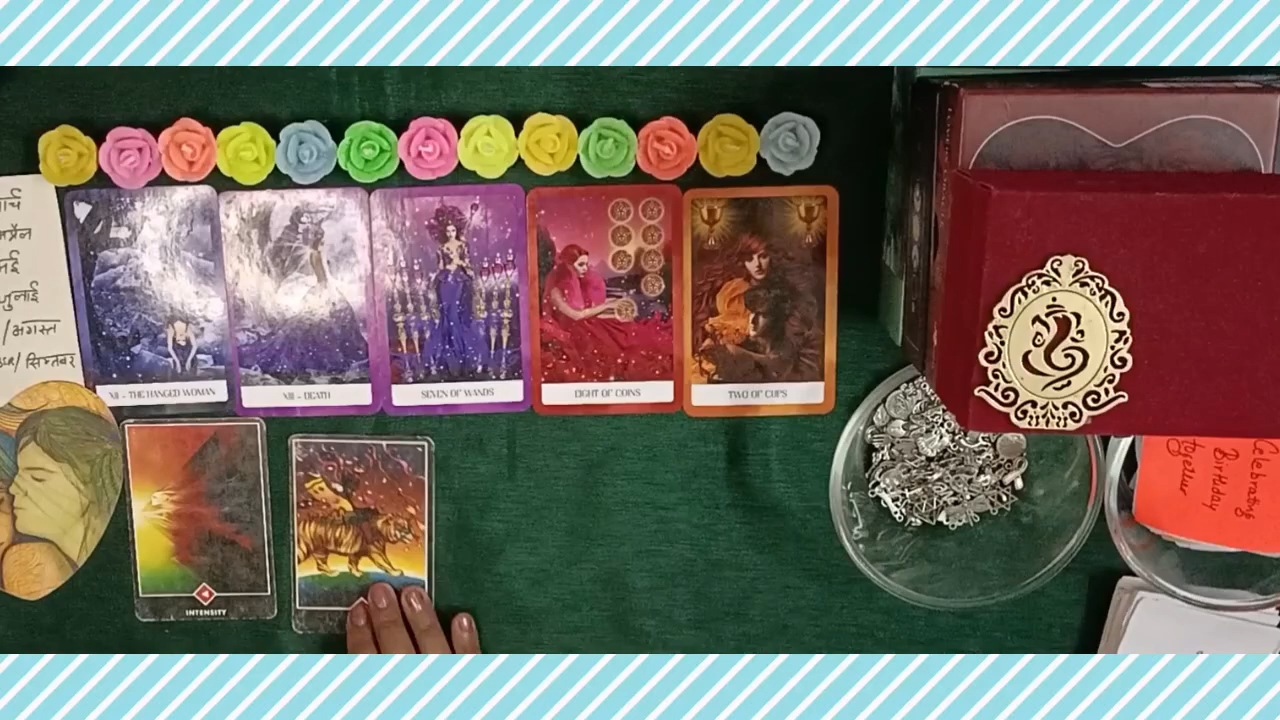 मार्च
अप्रैल
मई
जुलाई
/अगस्त
/सितम्बर
XII - THE HANGED WOMAN
XIII - DEATH
SEVEN OF WANDS
EIGHT OF COINS
TWO OF CUPS
INTENSITY
Celebrating
Birthday
together